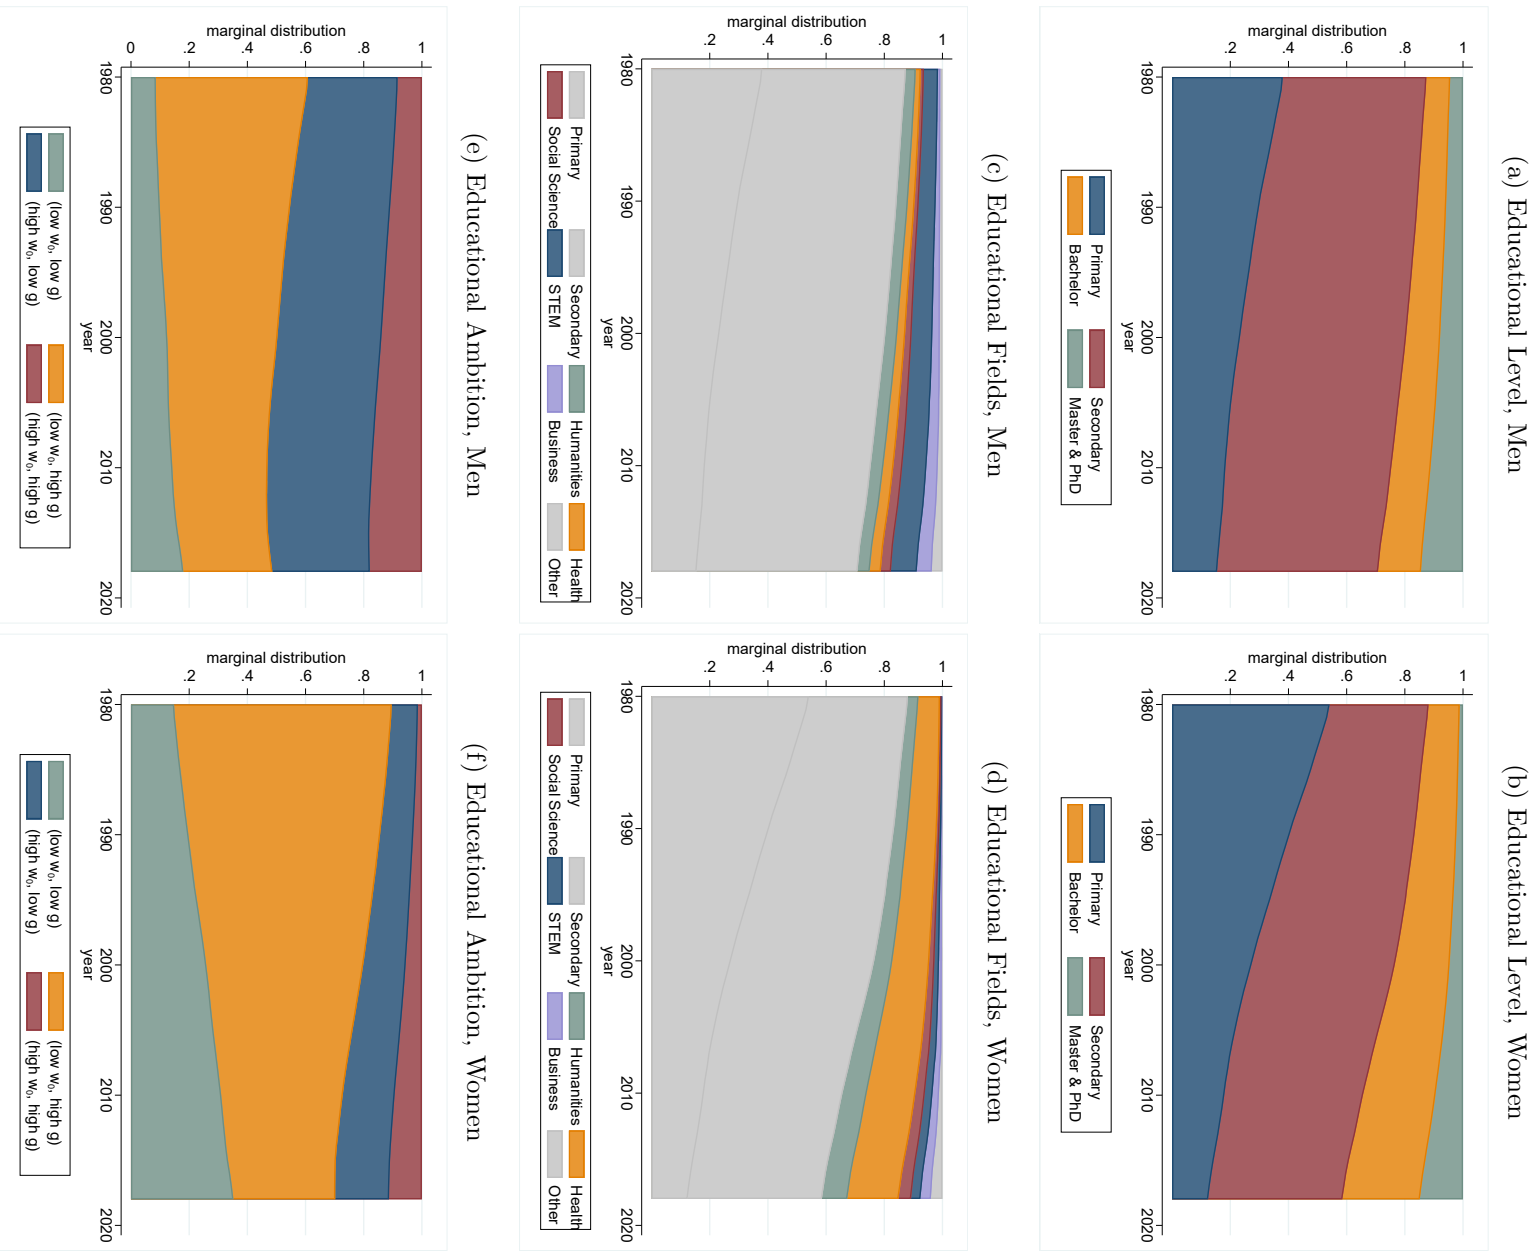 (a) Educational Level, Men
marginal distribution
.2 .4 .6 .8 1
1980 1990 2000 2010 2020
year
Primary Secondary
Bachelor Master & PhD
(b) Educational Level, Women
marginal distribution
.2 .4 .6 .8 1
1980 1990 2000 2010 2020
year
Primary Secondary
Bachelor Master & PhD
(c) Educational Fields, Men
marginal distribution
.2 .4 .6 .8 1
1980 1990 2000 2010 2020
year
Primary Secondary Humanities Health
Social Science STEM Business Other
(d) Educational Fields, Women
marginal distribution
.2 .4 .6 .8 1
1980 1990 2000 2010 2020
year
Primary Secondary Humanities Health
Social Science STEM Business Other
(e) Educational Ambition, Men
marginal distribution
0 .2 .4 .6 .8 1
1980 1990 2000 2010 2020
year
(low w₀, low g) (low w₀, high g)
(high w₀, low g) (high w₀, high g)
(f) Educational Ambition, Women
marginal distribution
.2 .4 .6 .8 1
1980 1990 2000 2010 2020
year
(low w₀, low g) (low w₀, high g)
(high w₀, low g) (high w₀, high g)